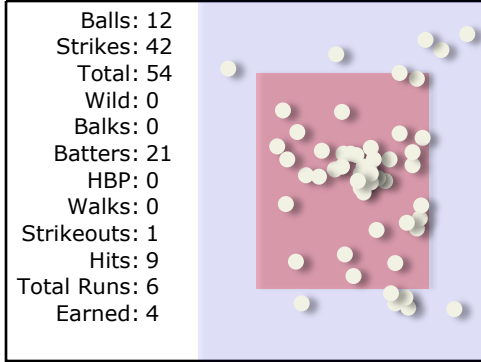 Balls: 12
Strikes: 42
Total: 54
Wild: 0
Balks: 0
Batters: 21
HBP: 0
Walks: 0
Strikeouts: 1
Hits: 9
Total Runs: 6
Earned: 4